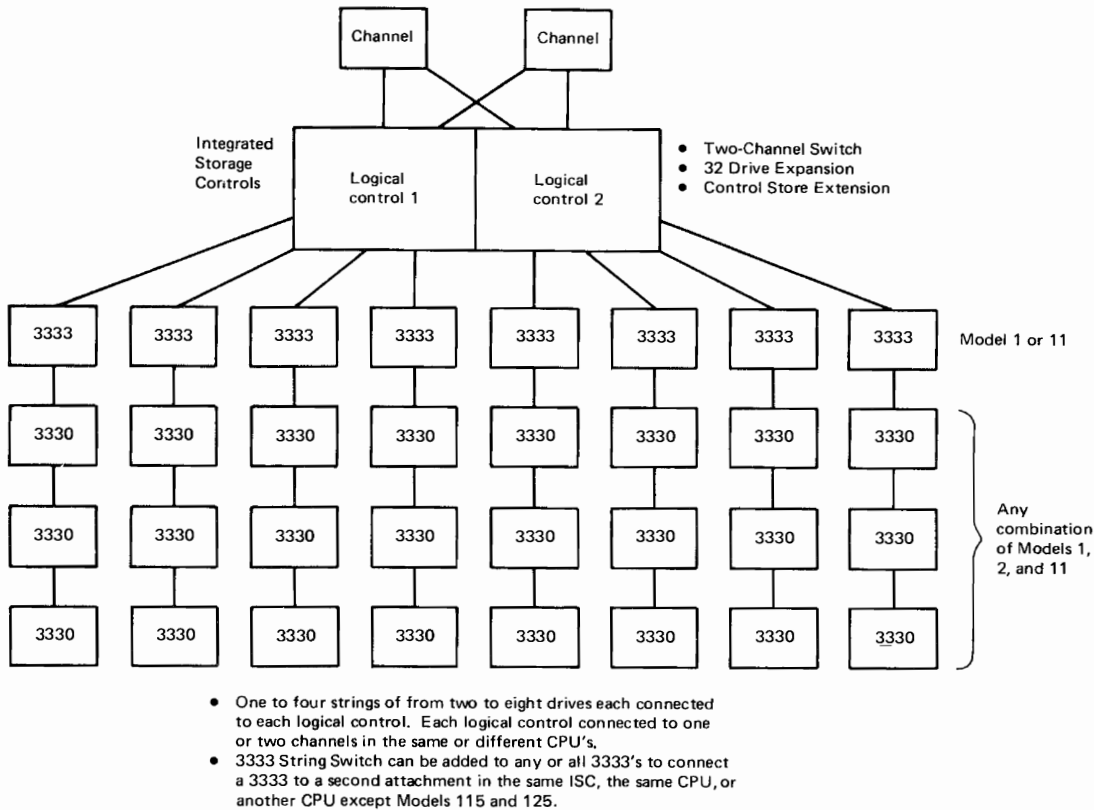 Channel Channel
Integrated
Storage
Controls
Logical
control 1
Logical
control 2
• Two-Channel Switch
• 32 Drive Expansion
• Control Store Extension
3333 3333 3333 3333 3333 3333 3333 3333 Model 1 or 11
3330 3330 3330 3330 3330 3330 3330 3330
3330 3330 3330 3330 3330 3330 3330 3330
3330 3330 3330 3330 3330 3330 3330 3330
Any
combination
of Models 1,
2, and 11
• One to four strings of from two to eight drives each connected
to each logical control. Each logical control connected to one
or two channels in the same or different CPU's.
• 3333 String Switch can be added to any or all 3333's to connect
a 3333 to a second attachment in the same ISC, the same CPU, or
another CPU except Models 115 and 125.